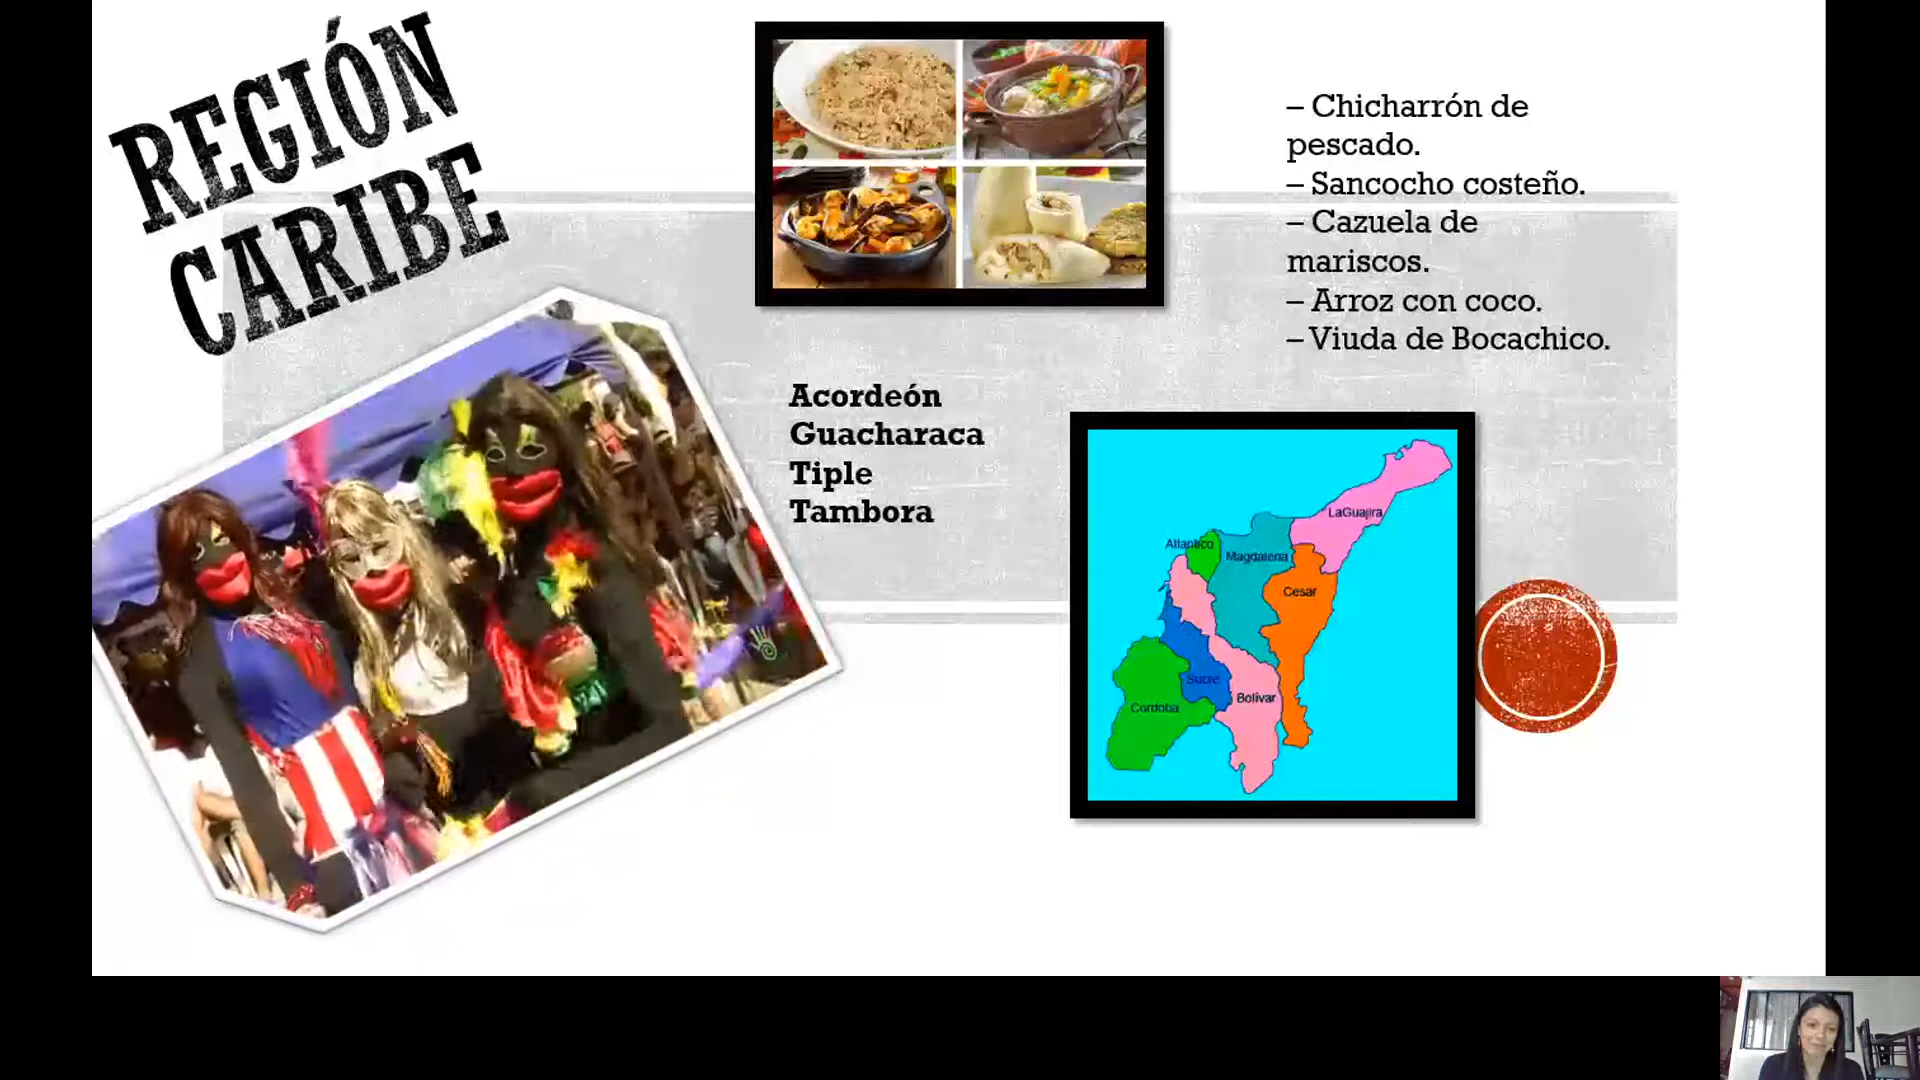 REGIÓN
CARIBE
– Chicharrón de
pescado.
– Sancocho costeño.
– Cazuela de
mariscos.
– Arroz con coco.
– Viuda de Bocachico.
Acordeón
Guacharaca
Tiple
Tambora
LaGuajira
Atlantico
Magdalena
Cesar
Sucre
Bolívar
Cordoba